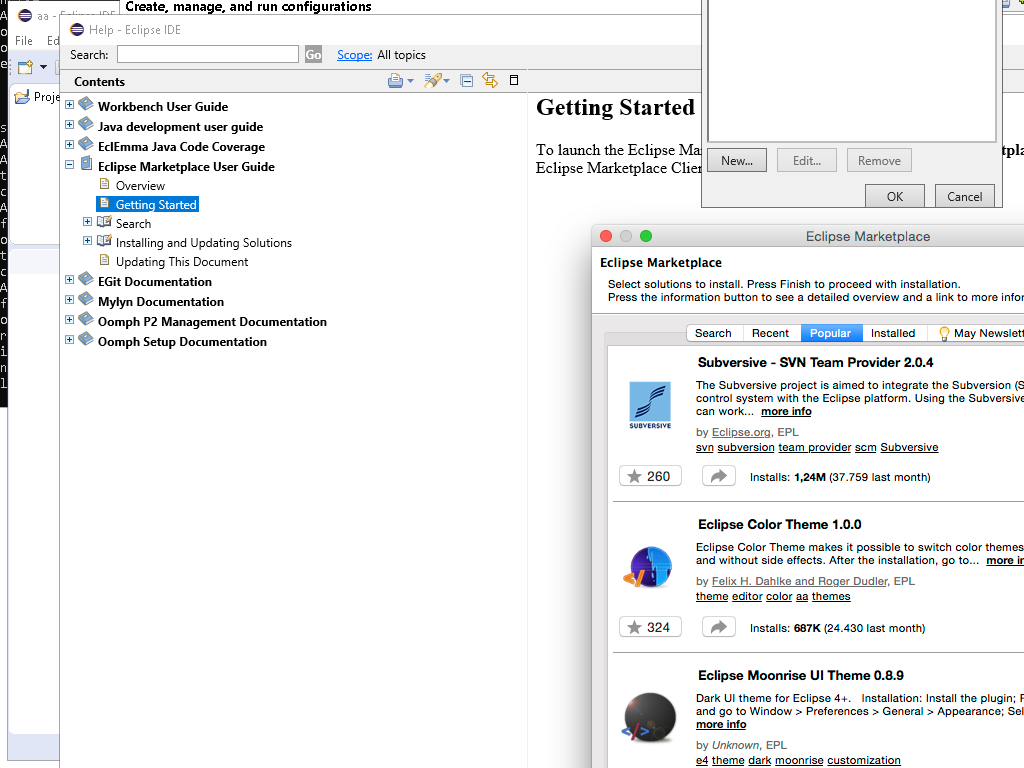 Create, manage, and run configurations
aa - Eclipse IDE
Help - Eclipse IDE
File
Search:
Go
Scope:
All topics
Contents
Workbench User Guide
Java development user guide
EclEmma Java Code Coverage
Eclipse Marketplace User Guide
Overview
Getting Started
Search
Installing and Updating Solutions
Updating This Document
EGit Documentation
Mylyn Documentation
Oomph P2 Management Documentation
Oomph Setup Documentation
Getting Started
To launch the Eclipse Ma
Eclipse Marketplace Clie
New...
Edit...
Remove
OK
Cancel
Eclipse Marketplace
Eclipse Marketplace
Select solutions to install. Press Finish to proceed with installation.
Press the information button to see a detailed overview and a link to more infor
Search
Recent
Popular
Installed
May Newslett
Subversive - SVN Team Provider 2.0.4
The Subversive project is aimed to integrate the Subversion (S
control system with the Eclipse platform. Using the Subversive
can work... more info
SUBVERSIVE
by Eclipse.org, EPL
svn subversion team provider scm Subversive
260
Installs: 1,24M (37.759 last month)
Eclipse Color Theme 1.0.0
Eclipse Color Theme makes it possible to switch color themes
and without side effects. After the installation, go to... more in
by Felix H. Dahlke and Roger Dudler, EPL
theme editor color aa themes
324
Installs: 687K (24.430 last month)
Eclipse Moonrise UI Theme 0.8.9
Dark UI theme for Eclipse 4+. Installation: Install the plugin;
and go to Window > Preferences > General > Appearance; Sel
more info
by Unknown, EPL
e4 theme dark moonrise customization